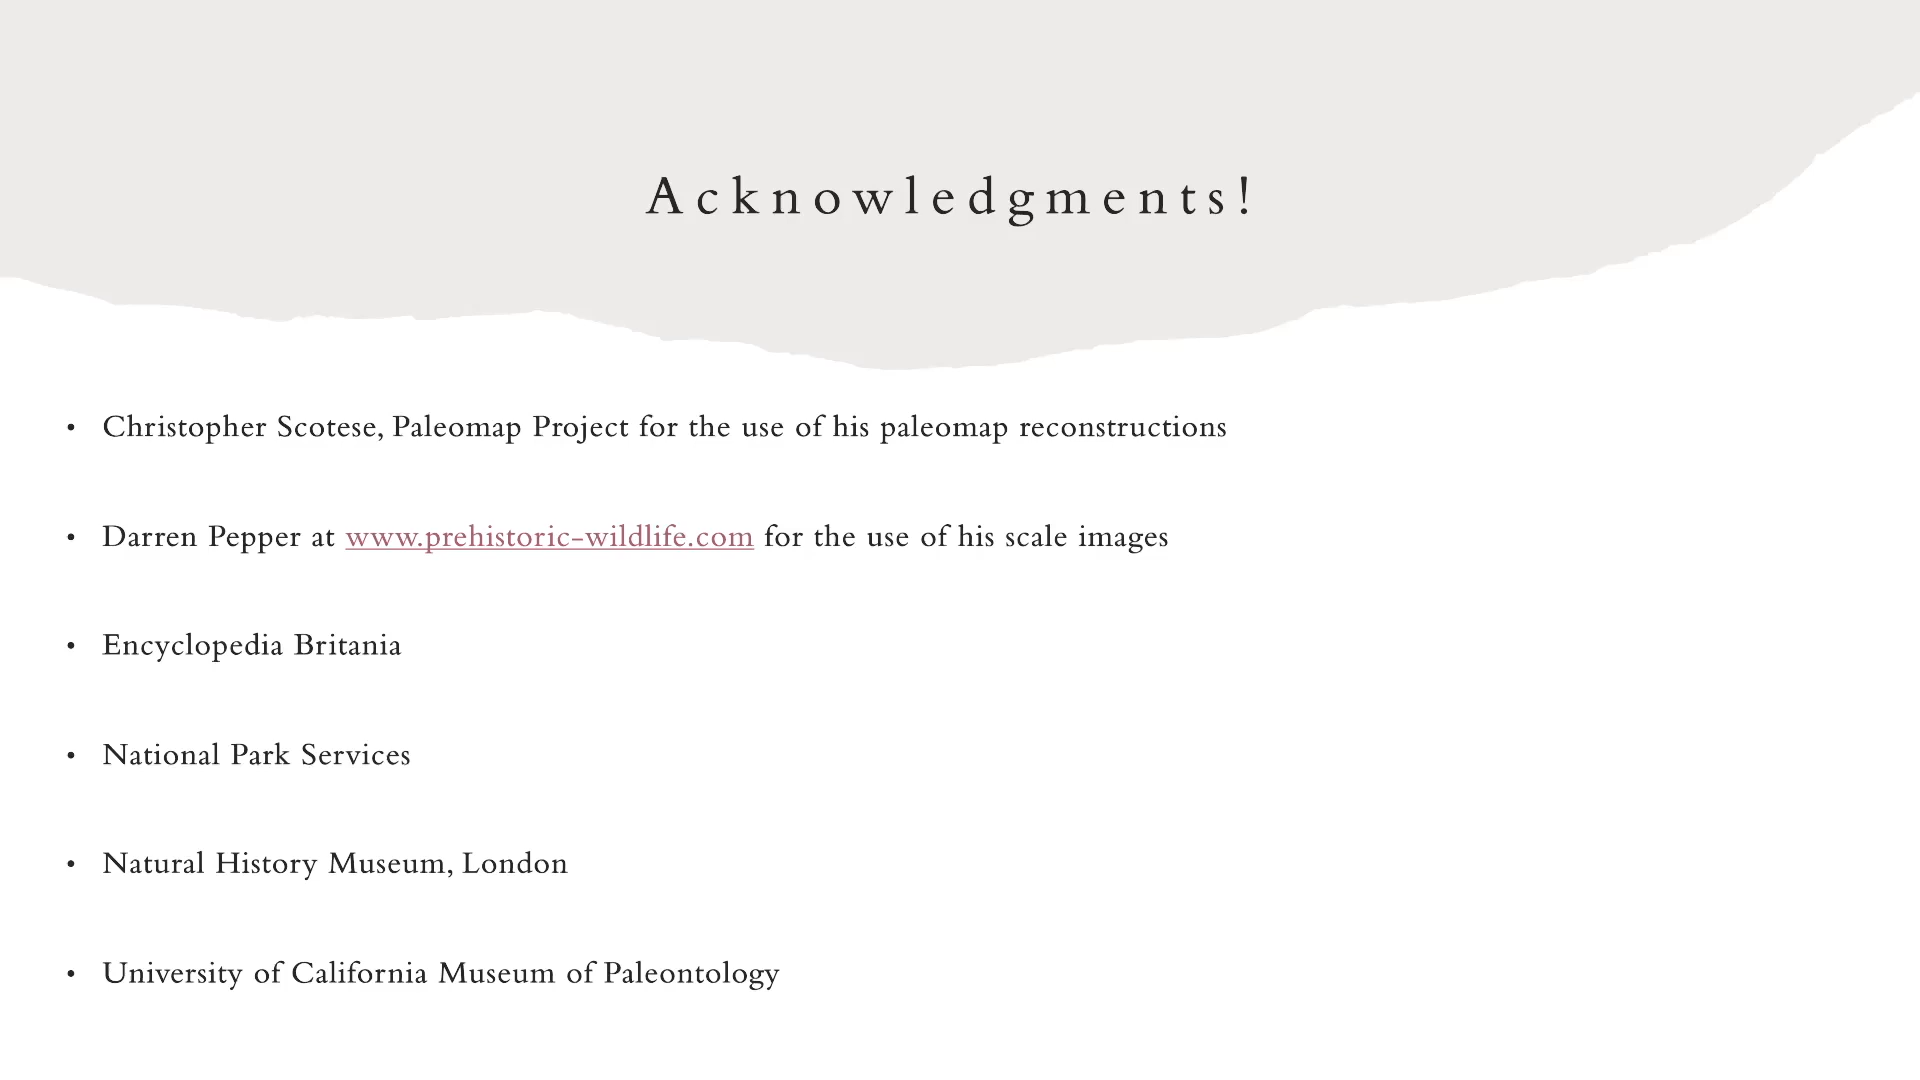 Acknowledgments!
• Christopher Scotese, Paleomap Project for the use of his paleomap reconstructions
• Darren Pepper at www.prehistoric-wildlife.com for the use of his scale images
• Encyclopedia Britania
• National Park Services
• Natural History Museum, London
• University of California Museum of Paleontology